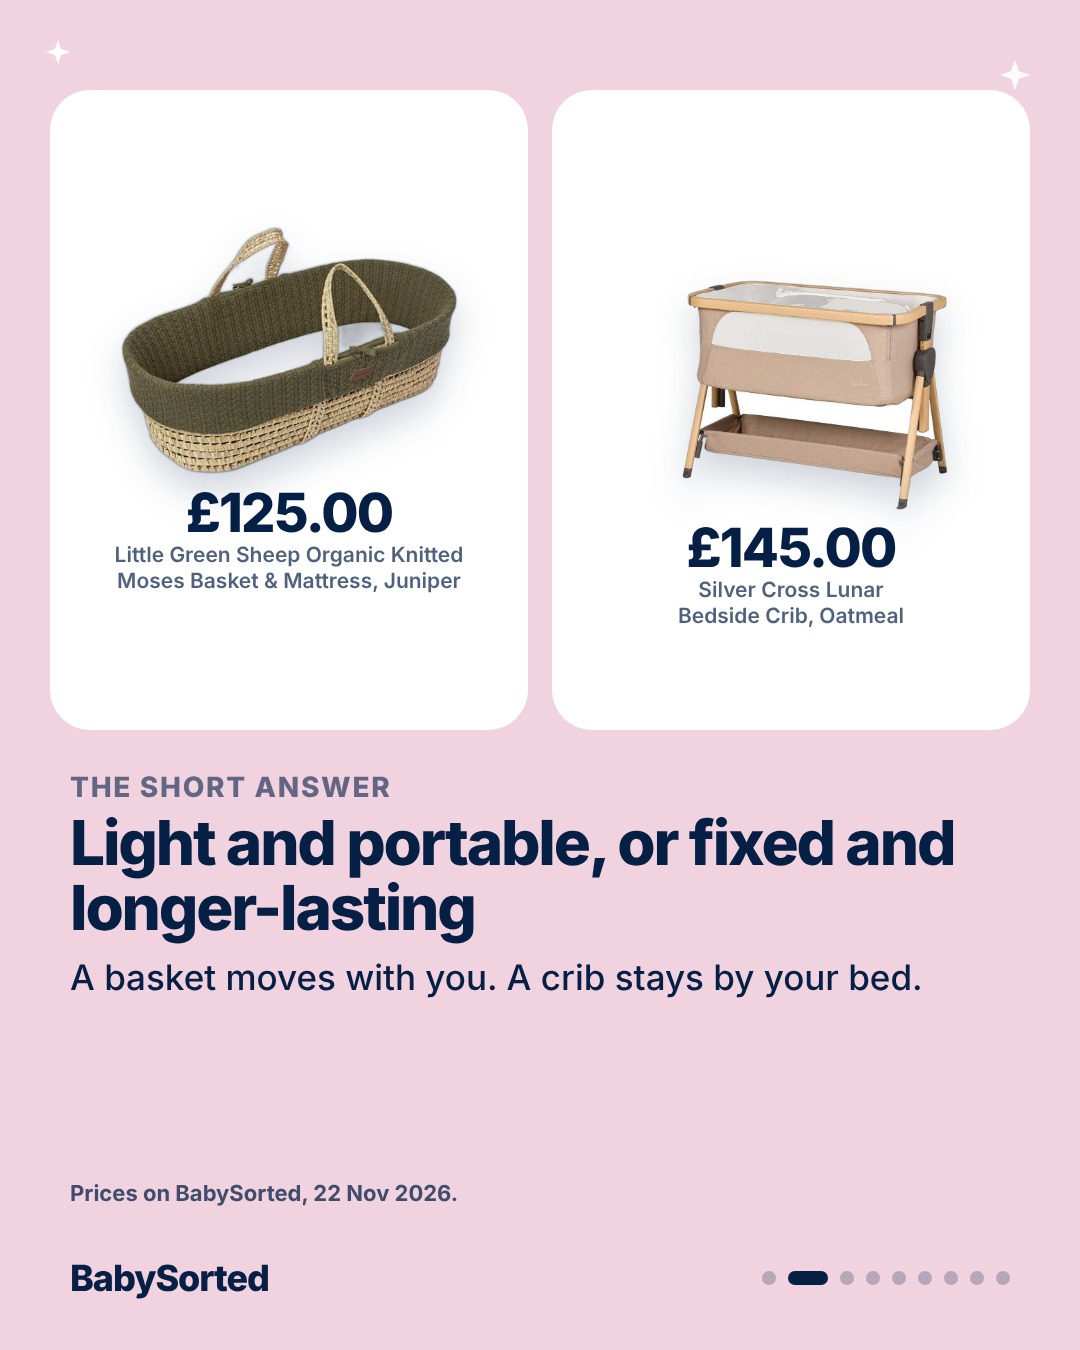 £125.00
Little Green Sheep Organic Knitted
Moses Basket & Mattress, Juniper
£145.00
Silver Cross Lunar
Bedside Crib, Oatmeal
THE SHORT ANSWER
Light and portable, or fixed and
longer-lasting
A basket moves with you. A crib stays by your bed.
Prices on BabySorted, 22 Nov 2026.
BabySorted